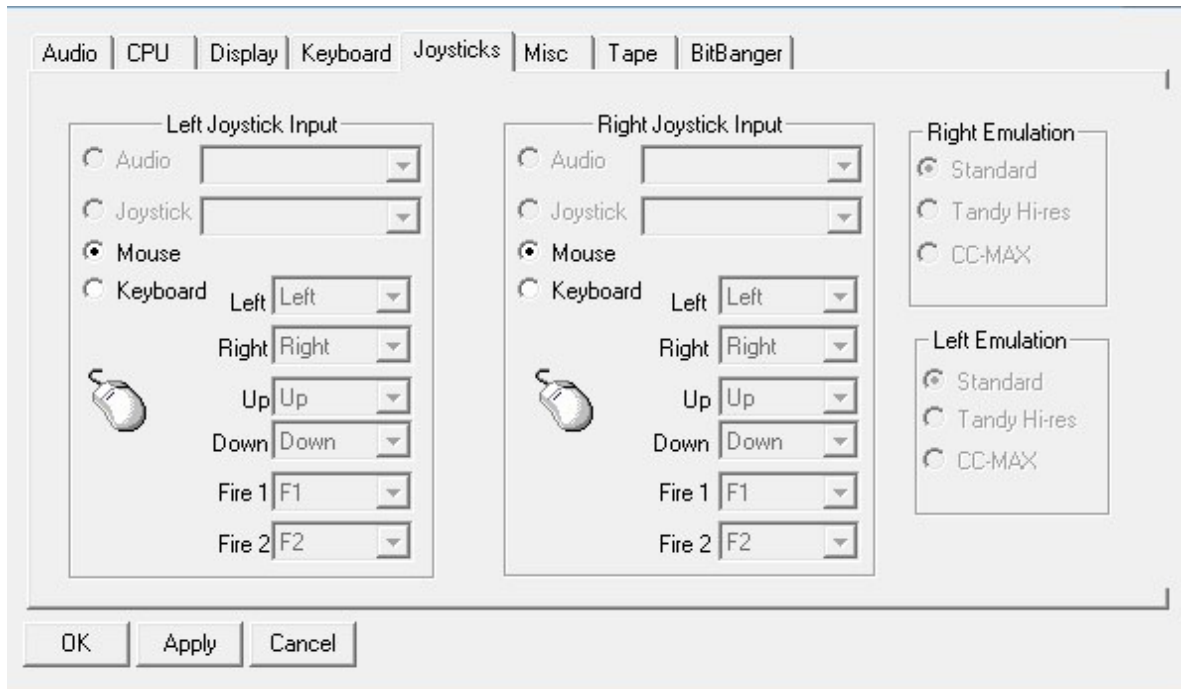 Audio CPU Display Keyboard Joysticks Misc Tape BitBanger
Left Joystick Input
Audio
Joystick
Mouse
Keyboard
Left Left
Right Right
Up Up
Down Down
Fire 1 F1
Fire 2 F2
Right Joystick Input
Audio
Joystick
Mouse
Keyboard
Left Left
Right Right
Up Up
Down Down
Fire 1 F1
Fire 2 F2
Right Emulation
Standard
Tandy Hi-res
CC-MAX
Left Emulation
Standard
Tandy Hi-res
CC-MAX
OK Apply Cancel